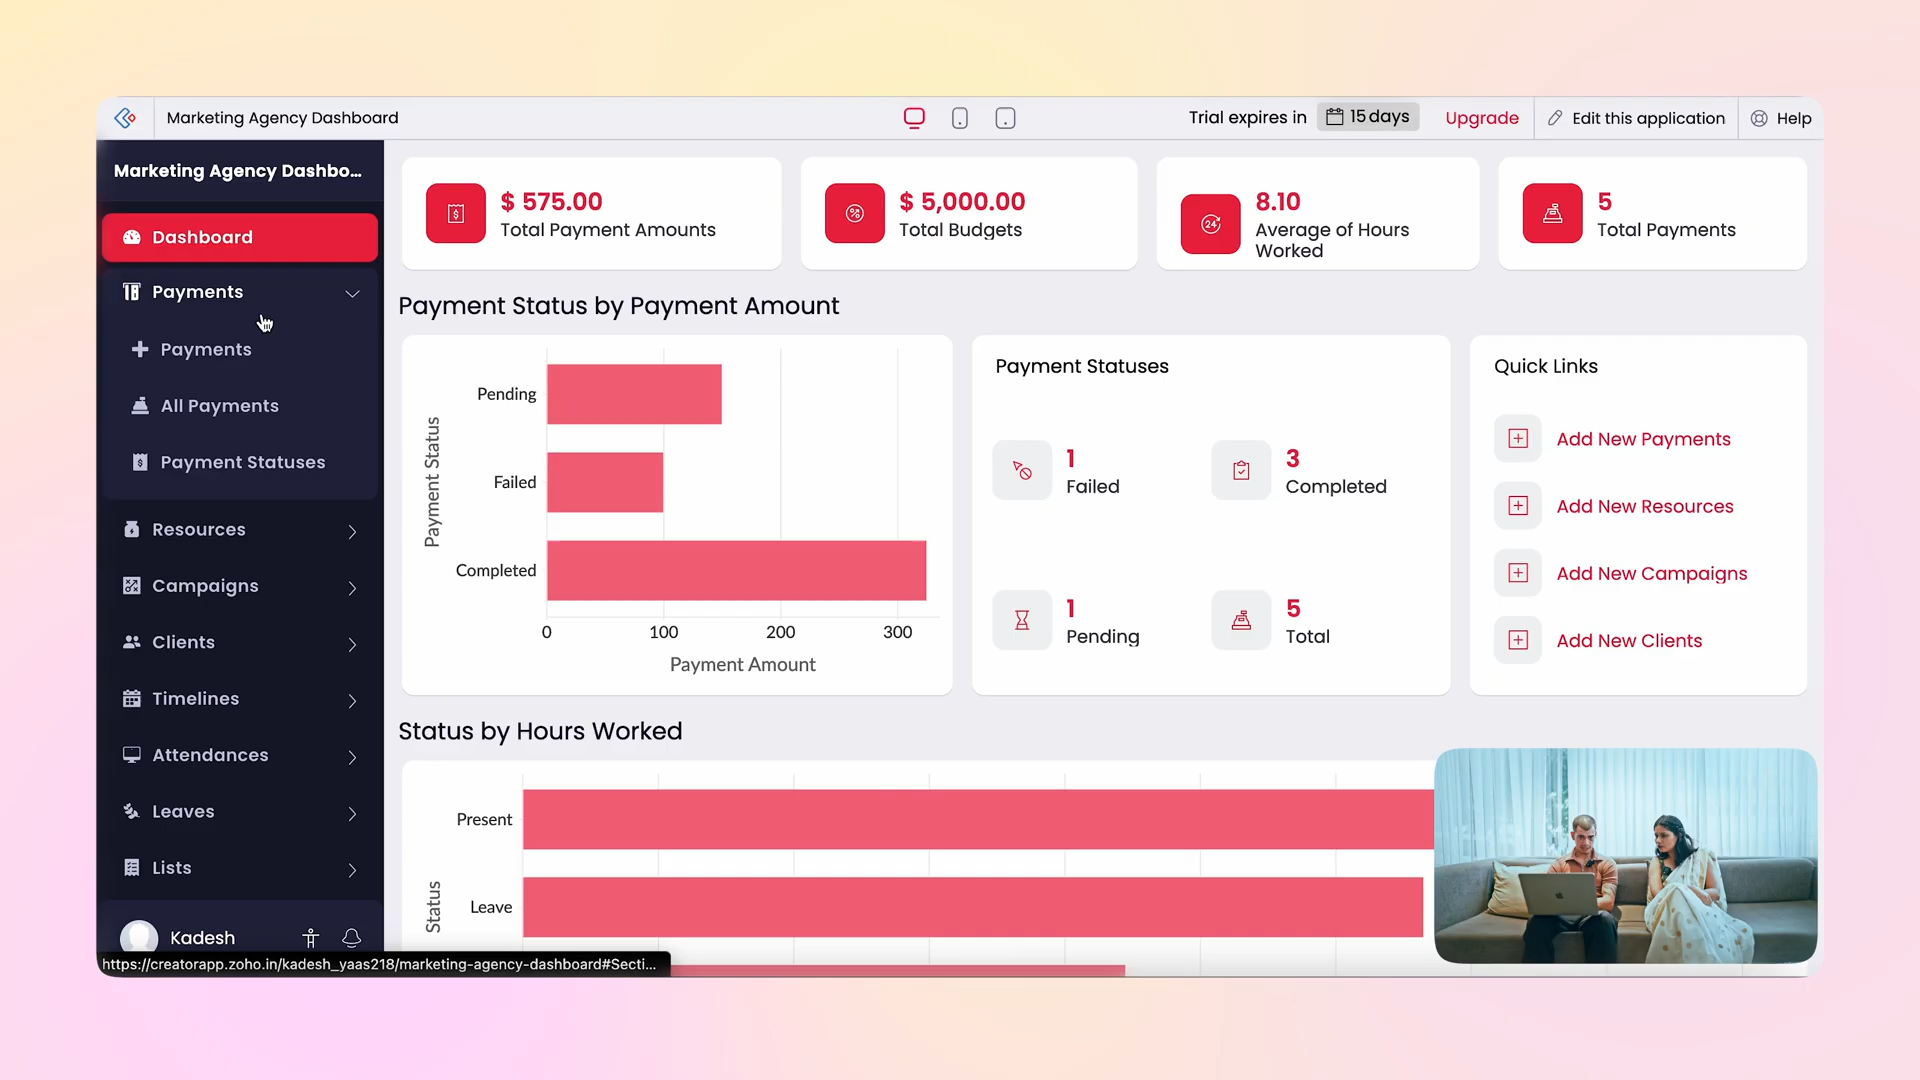 Marketing Agency Dashboard
Trial expires in
15 days
Upgrade
Edit this application
Help
Marketing Agency Dashbo...
Dashboard
Payments
Payments
All Payments
Payment Statuses
Resources
Campaigns
Clients
Timelines
Attendances
Leaves
Lists
Kadesh
https://creatorapp.zoho.in/kadesh_yaas218/marketing-agency-dashboard#Secti...
$ 575.00
Total Payment Amounts
$ 5,000.00
Total Budgets
24
8.10
Average of Hours
Worked
5
Total Payments
Payment Status by Payment Amount
Payment Status
Pending
Failed
Completed
0 100 200 300
Payment Amount
Payment Statuses
1
Failed
3
Completed
1
Pending
5
Total
Quick Links
Add New Payments
Add New Resources
Add New Campaigns
Add New Clients
Status by Hours Worked
Status
Present
Leave